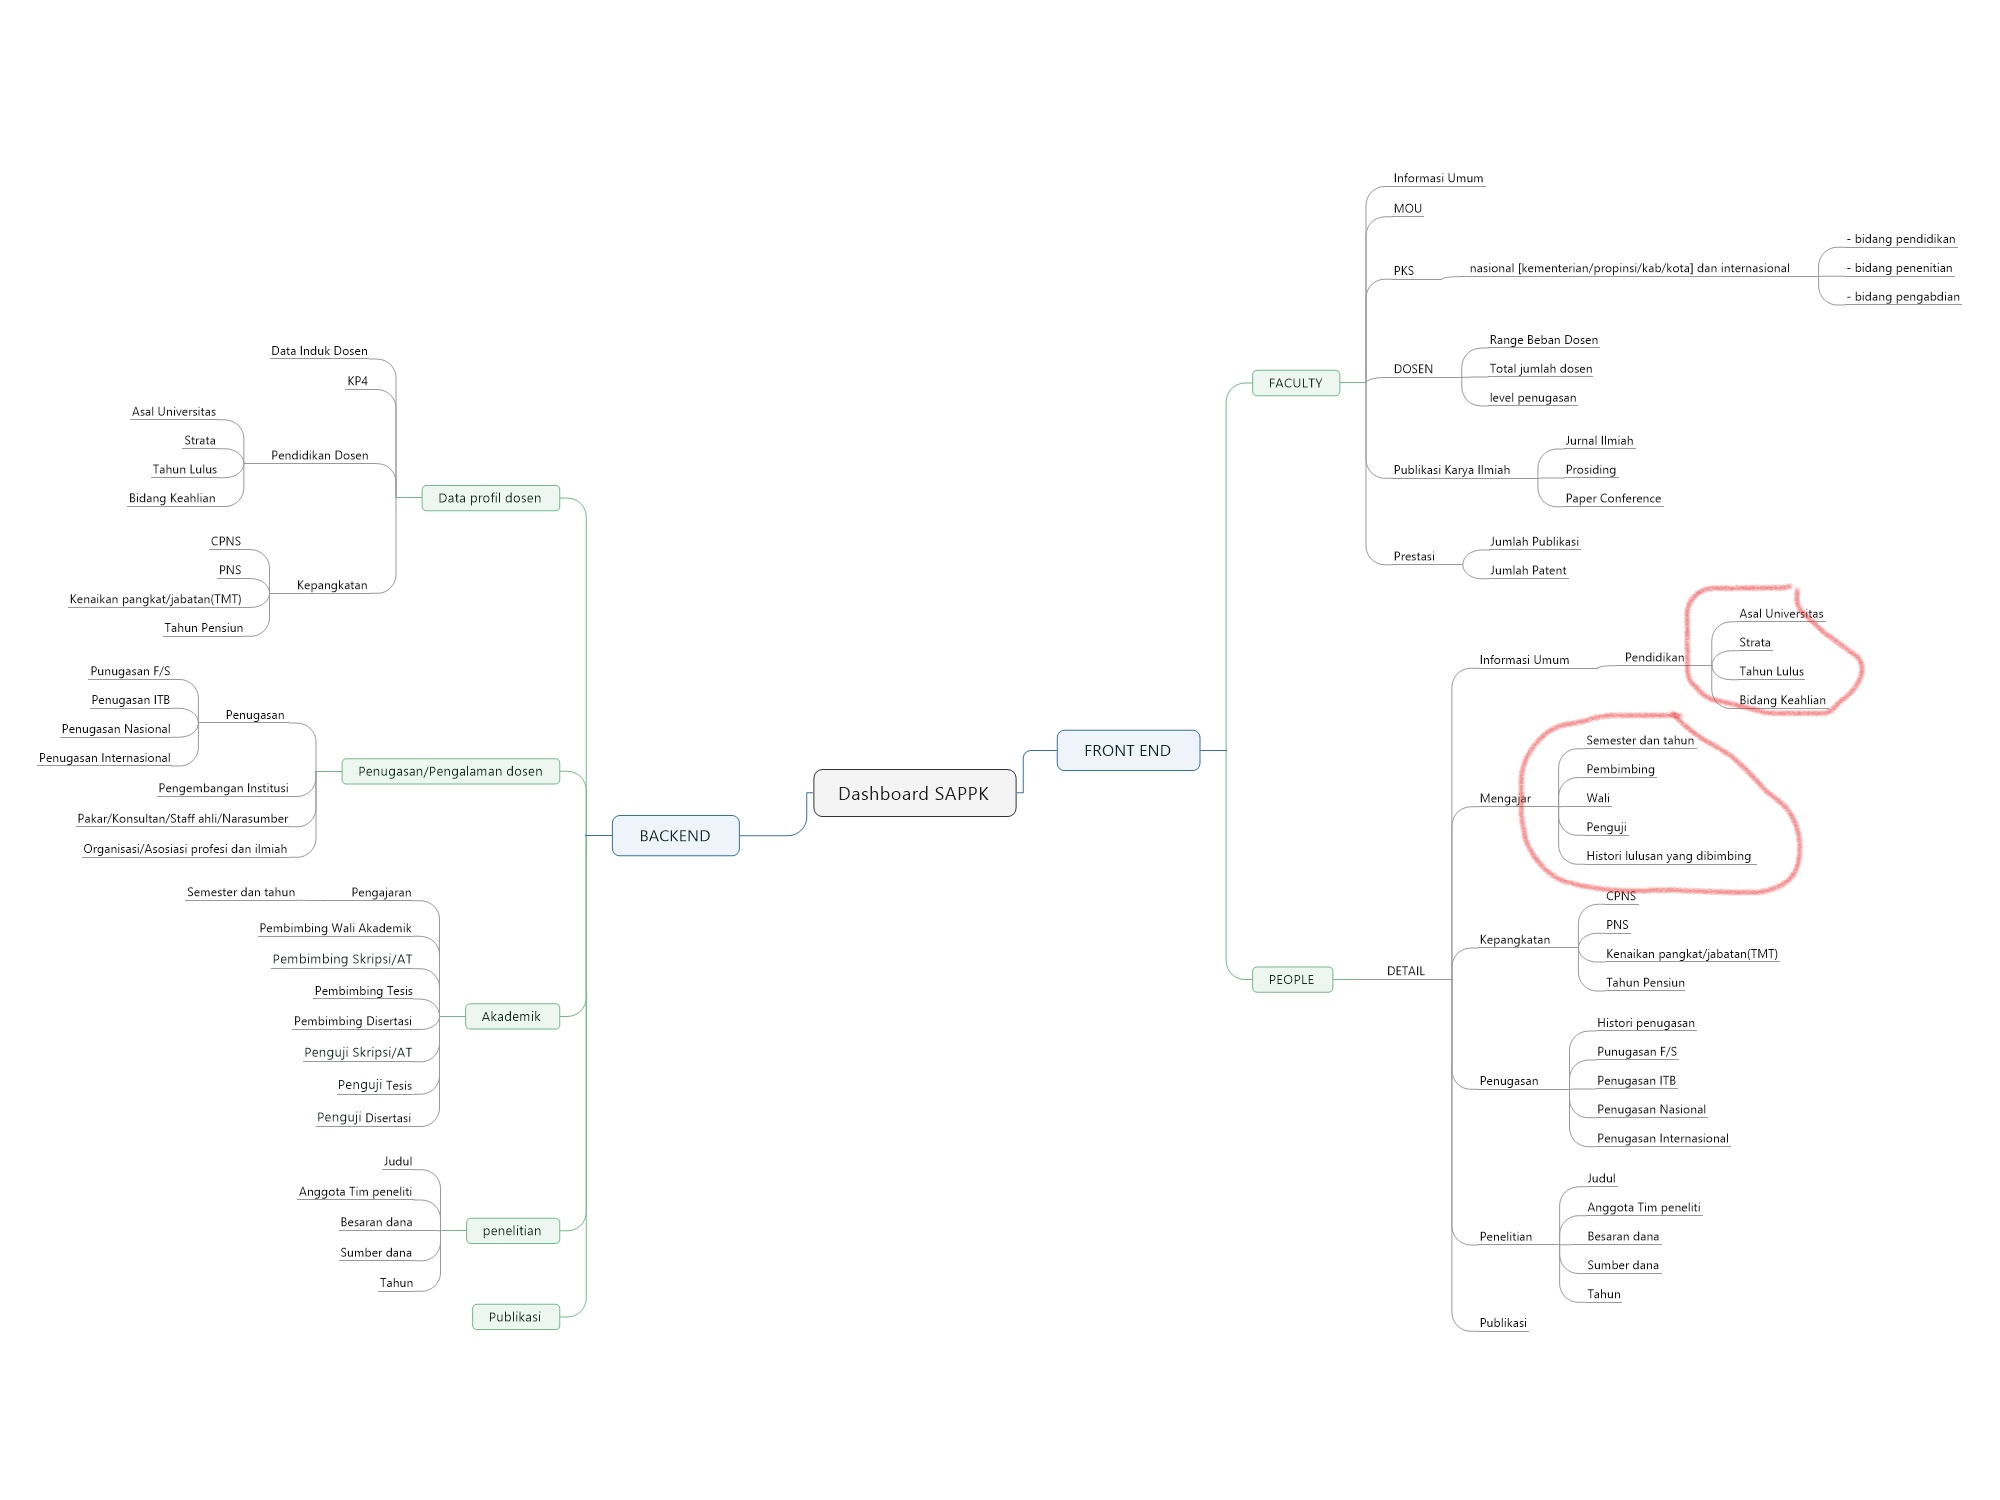 Dashboard SAPPK
FRONT END
FACULTY
Informasi Umum
MOU
PKS
nasional [kementerian/propinsi/kab/kota] dan internasional
- bidang pendidikan
- bidang penenitian
- bidang pengabdian
DOSEN
Range Beban Dosen
Total jumlah dosen
level penugasan
Publikasi Karya Ilmiah
Jurnal Ilmiah
Prosiding
Paper Conference
Prestasi
Jumlah Publikasi
Jumlah Patent
PEOPLE
DETAIL
Informasi Umum
Pendidikan
Asal Universitas
Strata
Tahun Lulus
Bidang Keahlian
Mengajar
Semester dan tahun
Pembimbing
Wali
Penguji
Histori lulusan yang dibimbing
Kepangkatan
CPNS
PNS
Kenaikan pangkat/jabatan(TMT)
Tahun Pensiun
Penugasan
Histori penugasan
Punugasan F/S
Penugasan ITB
Penugasan Nasional
Penugasan Internasional
Penelitian
Judul
Anggota Tim peneliti
Besaran dana
Sumber dana
Tahun
Publikasi
BACKEND
Data profil dosen
Data Induk Dosen
KP4
Pendidikan Dosen
Asal Universitas
Strata
Tahun Lulus
Bidang Keahlian
Kepangkatan
CPNS
PNS
Kenaikan pangkat/jabatan(TMT)
Tahun Pensiun
Penugasan/Pengalaman dosen
Penugasan
Punugasan F/S
Penugasan ITB
Penugasan Nasional
Penugasan Internasional
Pengembangan Institusi
Pakar/Konsultan/Staff ahli/Narasumber
Organisasi/Asosiasi profesi dan ilmiah
Akademik
Pengajaran
Semester dan tahun
Pembimbing Wali Akademik
Pembimbing Skripsi/AT
Pembimbing Tesis
Pembimbing Disertasi
Penguji Skripsi/AT
Penguji Tesis
Penguji Disertasi
penelitian
Judul
Anggota Tim peneliti
Besaran dana
Sumber dana
Tahun
Publikasi